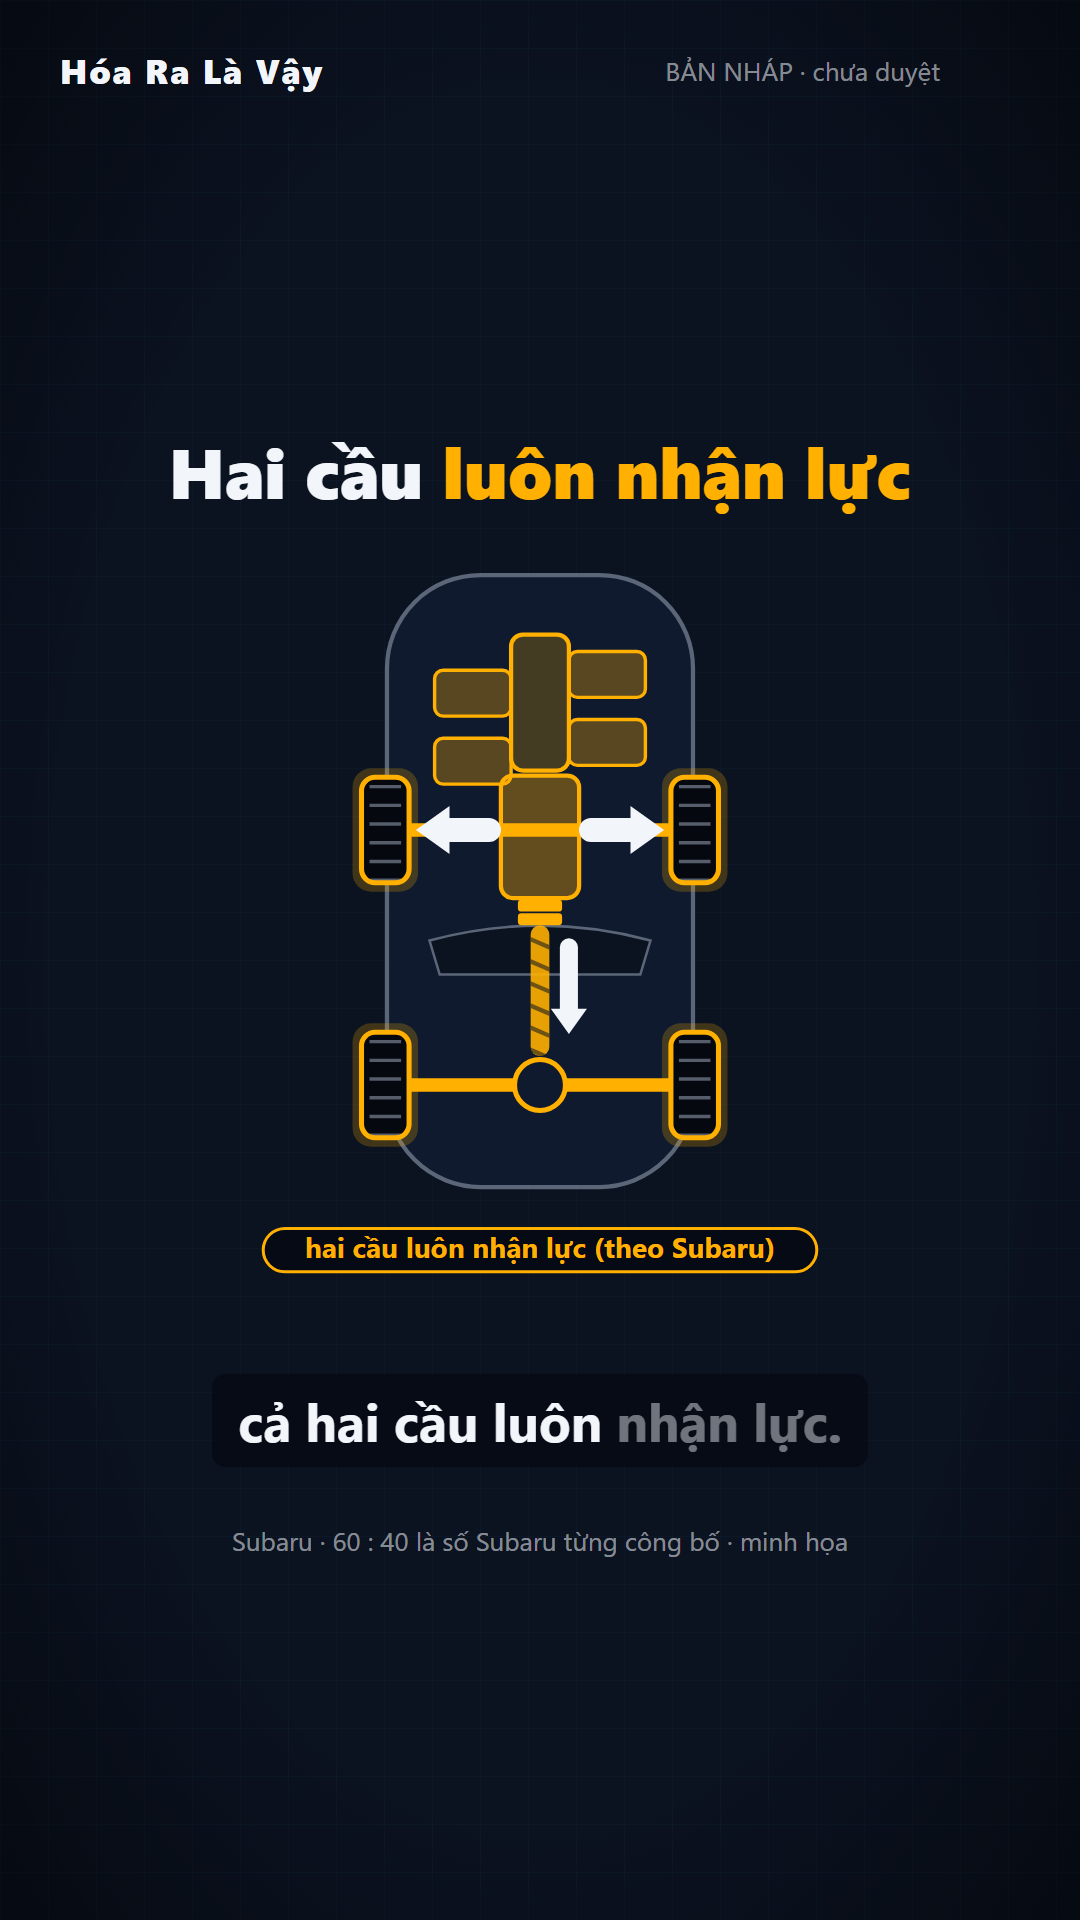 Hóa Ra Là Vậy
BẢN NHÁP · chưa duyệt
Hai cầu luôn nhận lực
hai cầu luôn nhận lực (theo Subaru)
cả hai cầu luôn nhận lực.
Subaru · 60 : 40 là số Subaru từng công bố · minh họa